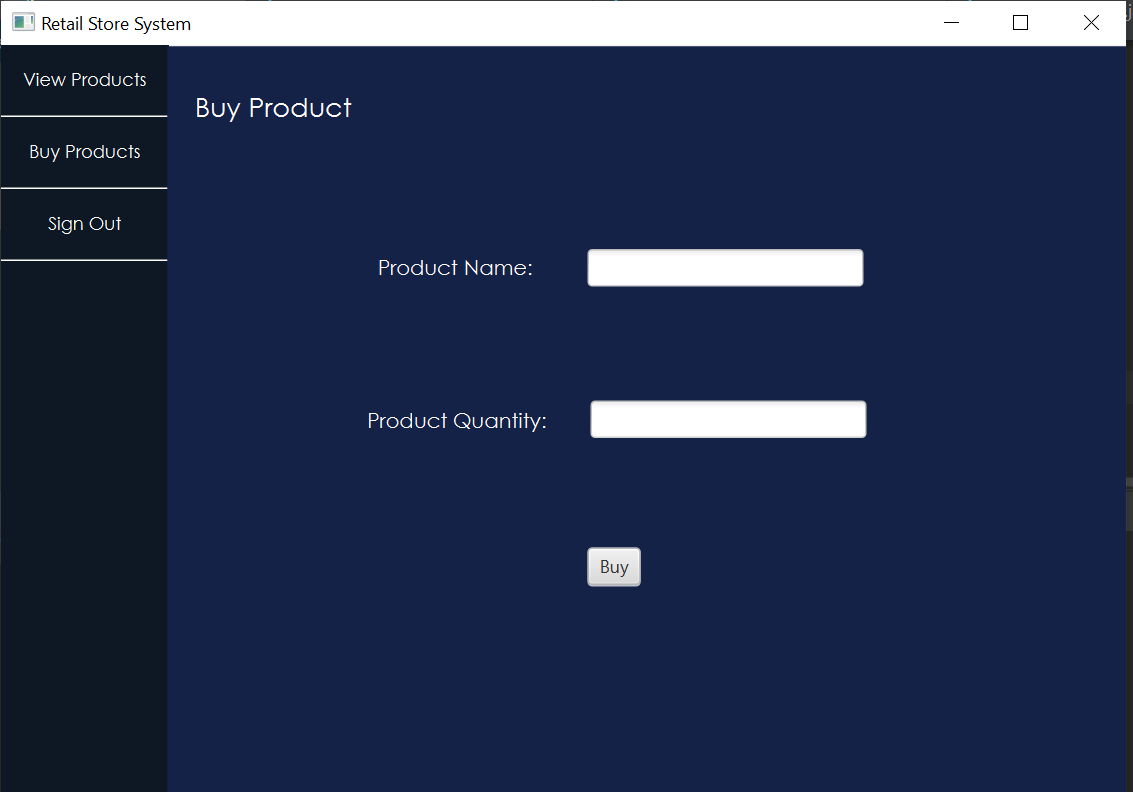 Retail Store System
View Products
Buy Products
Sign Out
Buy Product
Product Name:
Product Quantity:
Buy